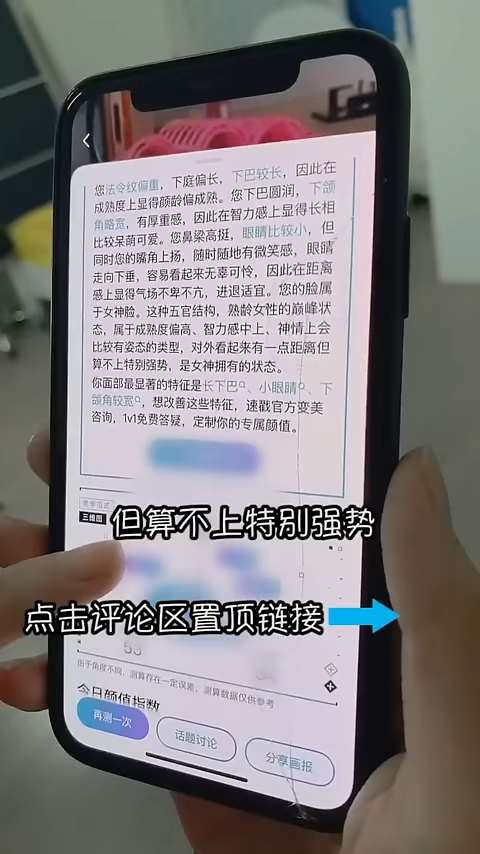 您法令纹偏重，下庭偏长，下巴较长，因此在
成熟度上显得颜龄偏成熟。您下巴圆润，下颌
角略宽，有厚重感，因此在智力感上显得长相
比较呆萌可爱。您鼻梁高挺，眼睛比较小，但
同时您的嘴角上扬，随时随地有微笑感，眼睛
走向下垂，容易看起来无辜可怜，因此在距离
感上显得气场不卑不亢，进退适宜。您的脸属
于女神脸。这种五官结构，熟龄女性的巅峰状
态，属于成熟度偏高、智力感中上、神情上会
比较有姿态的类型，对外看起来有一点距离但
算不上特别强势，是女神拥有的状态。
你面部最显著的特征是长下巴、小眼睛、下
颌角较宽，想改善这些特征，速戳官方变美
咨询，1v1免费答疑，定制你的专属颜值。
三维图
但算不上特别强势
点击评论区置顶链接
53
由于角度不同，测算存在一定误差，测算数据仅供参考
今日颜值指数
再测一次
话题讨论
分享画报